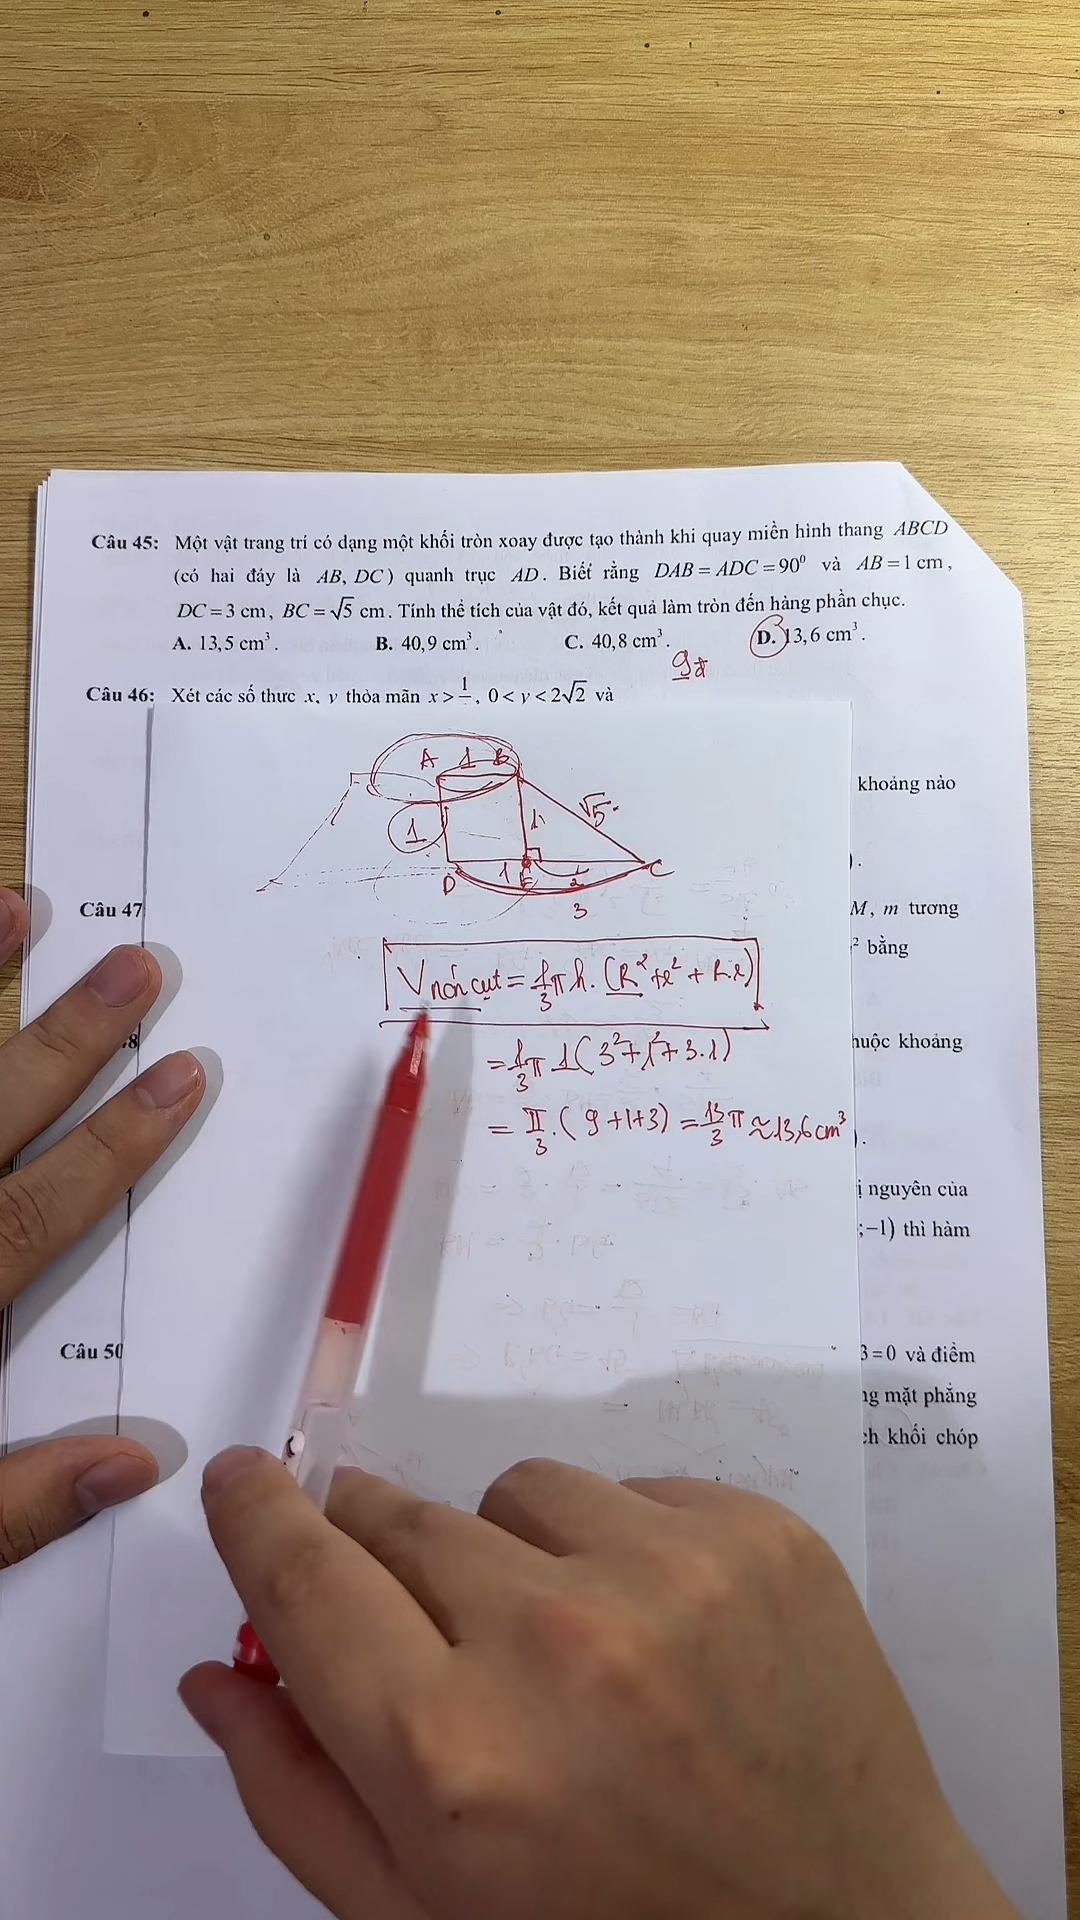 Câu 45: Một vật trang trí có dạng một khối tròn xoay được tạo thành khi quay miền hình thang ABCD
(có hai đáy là AB, DC) quanh trục AD. Biết rằng DAB = ADC = 90⁰ và AB = 1 cm,
DC = 3 cm, BC = √5 cm. Tính thể tích của vật đó, kết quả làm tròn đến hàng phần chục.
A. 13,5 cm³. B. 40,9 cm³. C. 40,8 cm³. D. 13,6 cm³.
Câu 46: Xét các số thực x, y thỏa mãn x > 1, 0 < y < 2√2 và
A 1 B
khoảng nào
1 1 √5
).
D 1 E 2 C
3
Câu 47 M, m tương
² bằng
V nón cụt = 1/3 π h. (R² + r² + R.r)
8 huộc khoảng
= 1/3 π 1 (3² + 1² + 3.1)
= π/3 . (9+1+3) = 13/3 π ≈ 13,6 cm³
).
ị nguyên của
;−1) thì hàm
Câu 50 3 = 0 và điểm
ng mặt phẳng
ch khối chóp